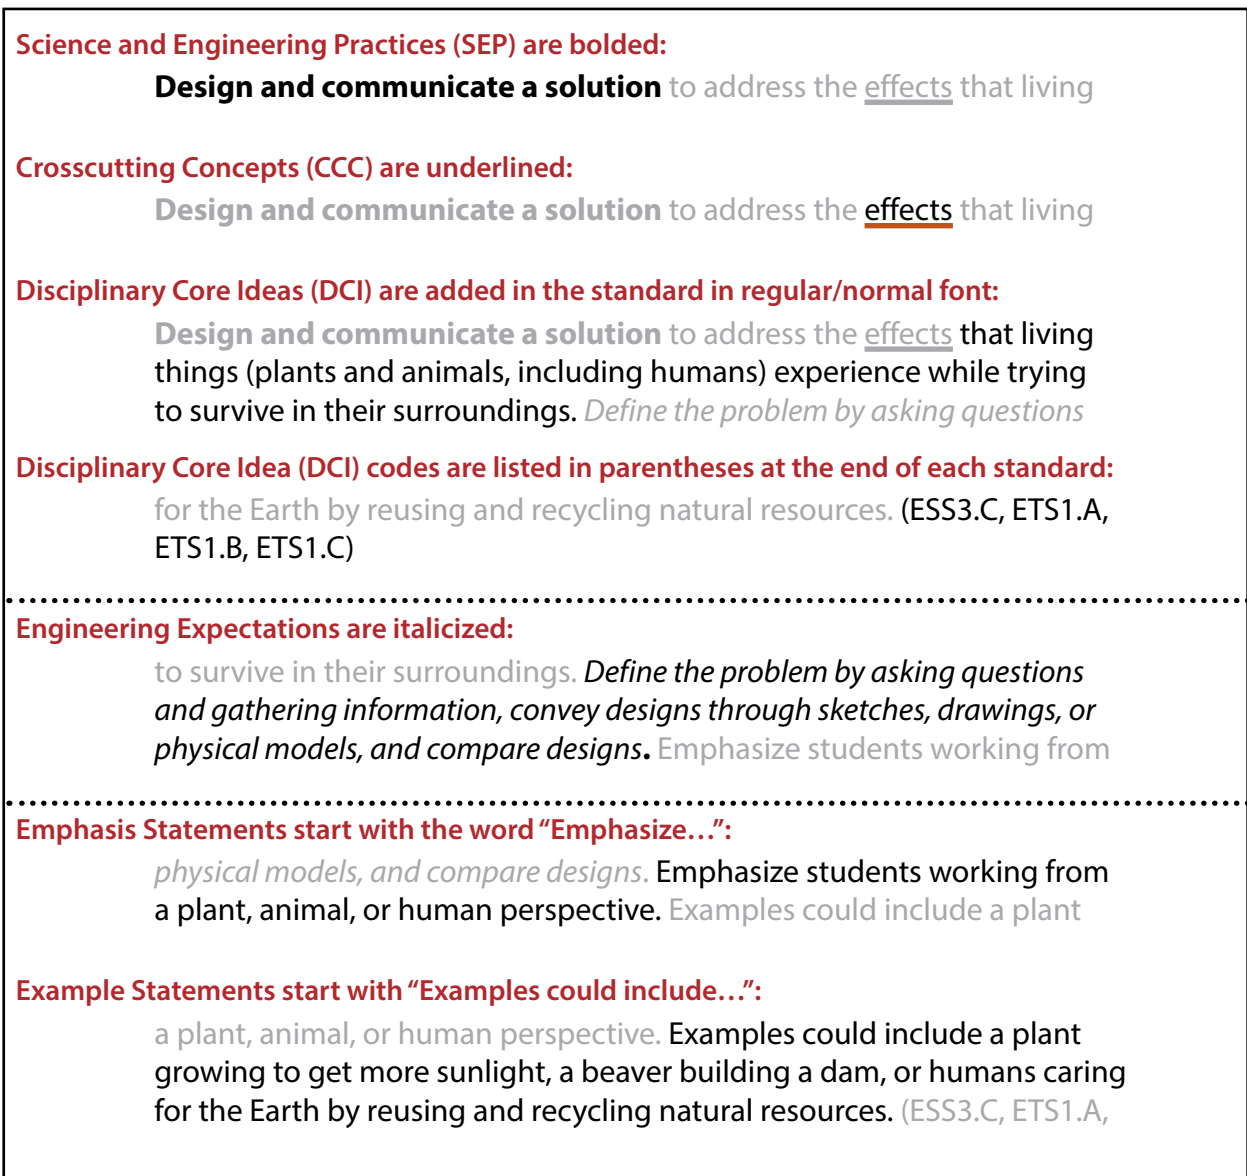 Science and Engineering Practices (SEP) are bolded:
Design and communicate a solution to address the effects that living
Crosscutting Concepts (CCC) are underlined:
Design and communicate a solution to address the effects that living
Disciplinary Core Ideas (DCI) are added in the standard in regular/normal font:
Design and communicate a solution to address the effects that living
things (plants and animals, including humans) experience while trying
to survive in their surroundings. Define the problem by asking questions
Disciplinary Core Idea (DCI) codes are listed in parentheses at the end of each standard:
for the Earth by reusing and recycling natural resources. (ESS3.C, ETS1.A,
ETS1.B, ETS1.C)
Engineering Expectations are italicized:
to survive in their surroundings. Define the problem by asking questions
and gathering information, convey designs through sketches, drawings, or
physical models, and compare designs. Emphasize students working from
Emphasis Statements start with the word “Emphasize…”:
physical models, and compare designs. Emphasize students working from
a plant, animal, or human perspective. Examples could include a plant
Example Statements start with “Examples could include…”:
a plant, animal, or human perspective. Examples could include a plant
growing to get more sunlight, a beaver building a dam, or humans caring
for the Earth by reusing and recycling natural resources. (ESS3.C, ETS1.A,